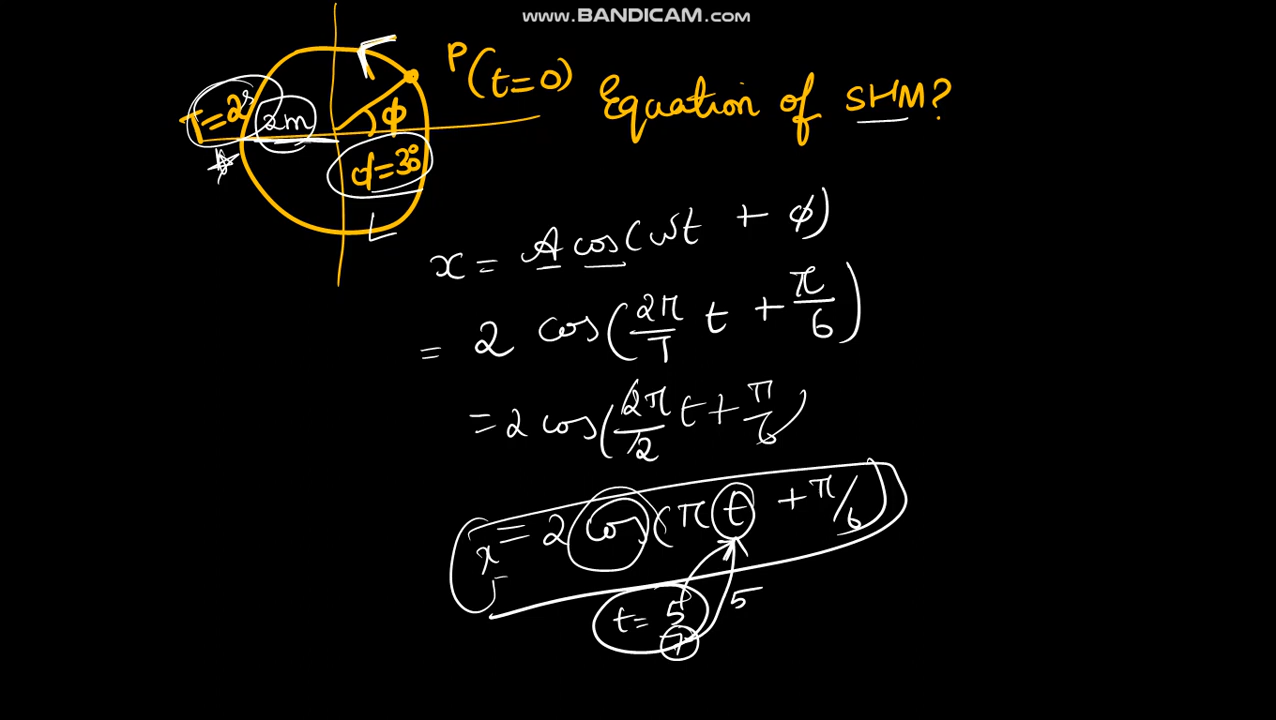 www.BANDICAM.com
P(t=0)
Equation of SHM?
T=2s
2m
ϕ
ϕ=30°
x = A cos(ωt + ϕ)
= 2 cos(2π/T t + π/6)
= 2 cos(2π/2 t + π/6)
x = 2 cos(πt + π/6)
t = 5
5
7